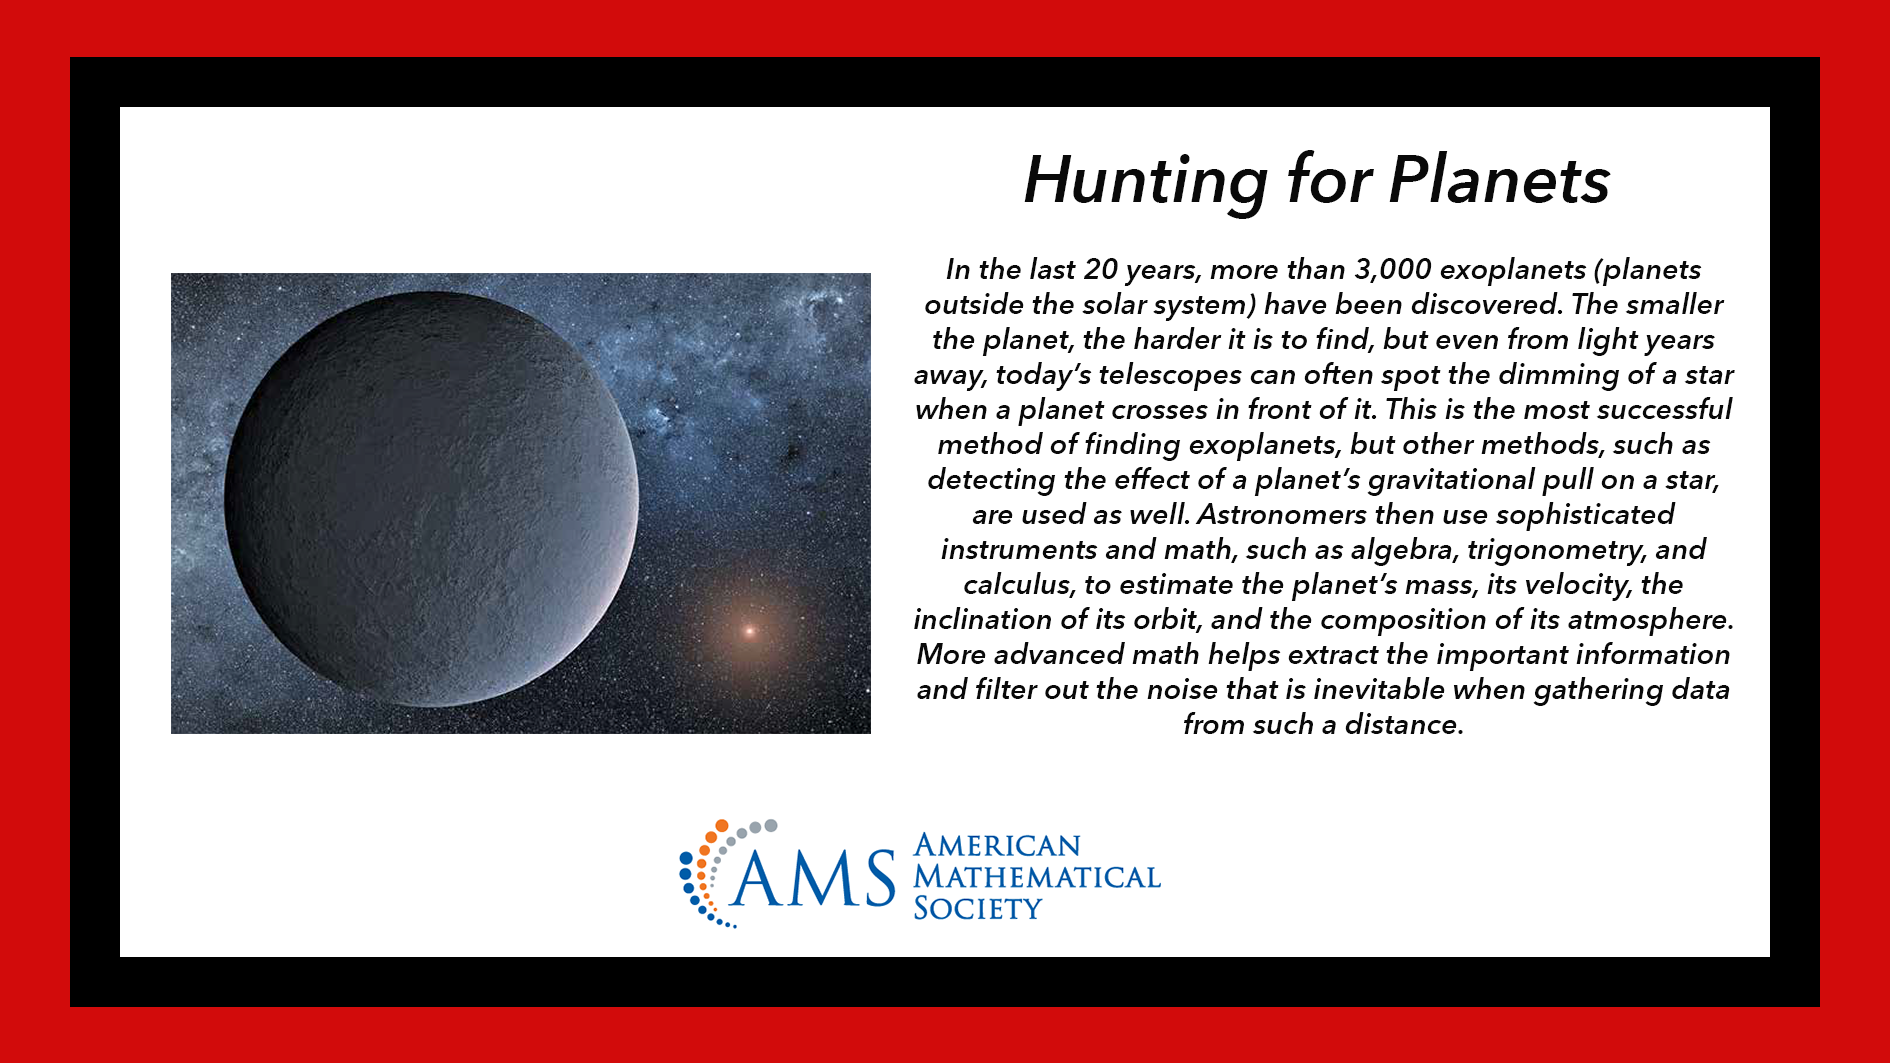 Hunting for Planets
In the last 20 years, more than 3,000 exoplanets (planets
outside the solar system) have been discovered. The smaller
the planet, the harder it is to find, but even from light years
away, today’s telescopes can often spot the dimming of a star
when a planet crosses in front of it. This is the most successful
method of finding exoplanets, but other methods, such as
detecting the effect of a planet’s gravitational pull on a star,
are used as well. Astronomers then use sophisticated
instruments and math, such as algebra, trigonometry, and
calculus, to estimate the planet’s mass, its velocity, the
inclination of its orbit, and the composition of its atmosphere.
More advanced math helps extract the important information
and filter out the noise that is inevitable when gathering data
from such a distance.
AMS
AMERICAN
MATHEMATICAL
SOCIETY